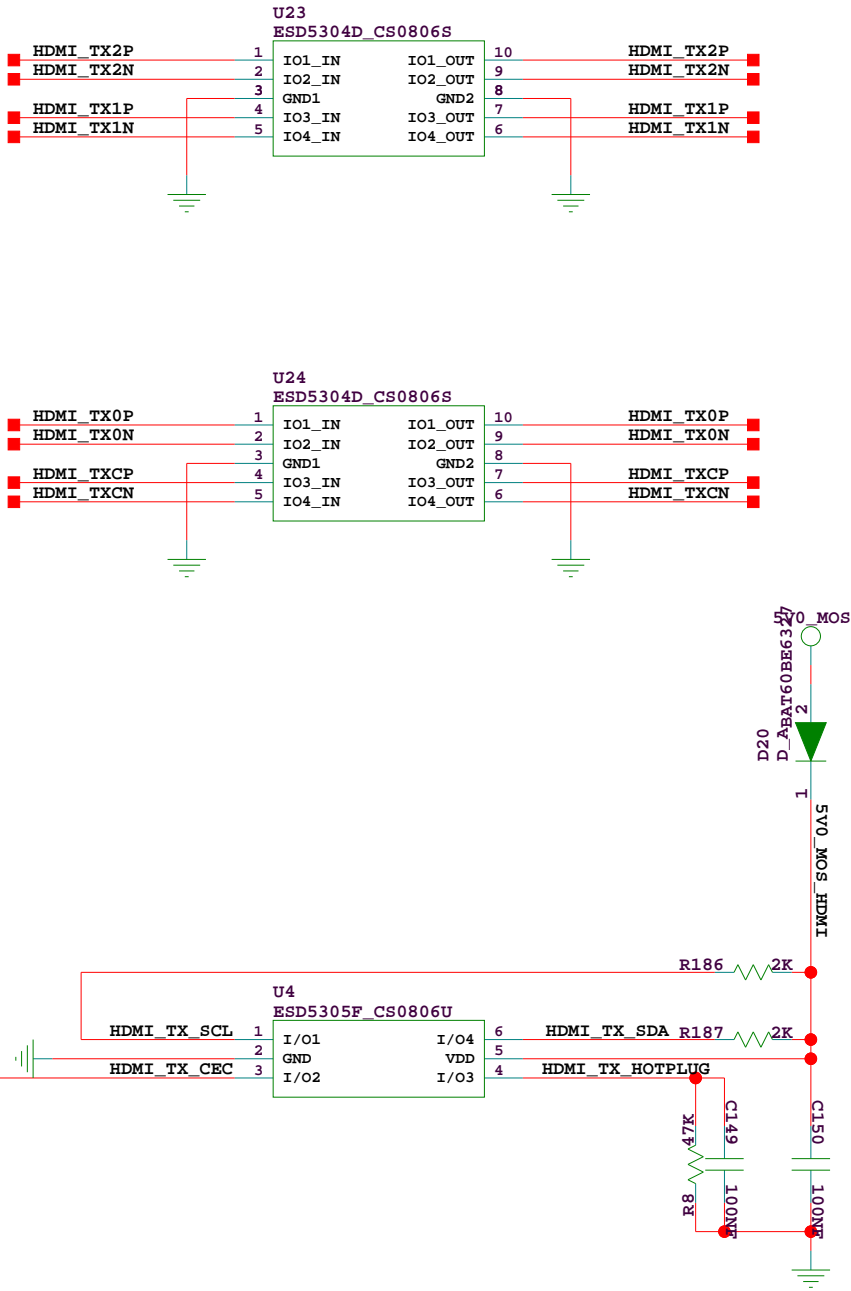 U23
ESD5304D_CS0806S
HDMI_TX2P 1 IO1_IN IO1_OUT 10 HDMI_TX2P
HDMI_TX2N 2 IO2_IN IO2_OUT 9 HDMI_TX2N
3 GND1 GND2 8
HDMI_TX1P 4 IO3_IN IO3_OUT 7 HDMI_TX1P
HDMI_TX1N 5 IO4_IN IO4_OUT 6 HDMI_TX1N
U24
ESD5304D_CS0806S
HDMI_TX0P 1 IO1_IN IO1_OUT 10 HDMI_TX0P
HDMI_TX0N 2 IO2_IN IO2_OUT 9 HDMI_TX0N
3 GND1 GND2 8
HDMI_TXCP 4 IO3_IN IO3_OUT 7 HDMI_TXCP
HDMI_TXCN 5 IO4_IN IO4_OUT 6 HDMI_TXCN
5V0_MOS
D20
D_ABAT60BE6327
2
1
5V0_MOS_HDMI
R186 2K
U4
ESD5305F_CS0806U
HDMI_TX_SCL 1 I/O1 I/O4 6 HDMI_TX_SDA R187 2K
2 GND VDD 5
HDMI_TX_CEC 3 I/O2 I/O3 4 HDMI_TX_HOTPLUG
47K
R8
C149
100NF
C150
100NF